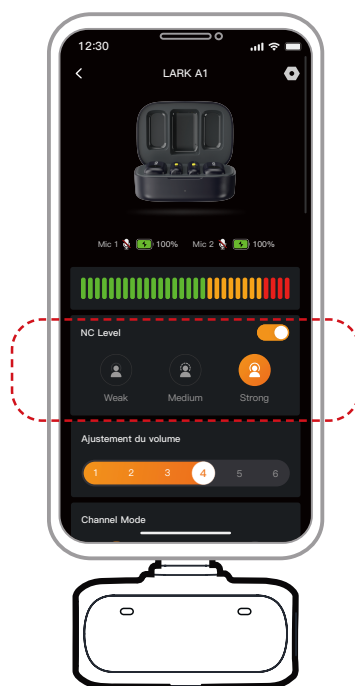 12:30
LARK A1
Mic 1 100% Mic 2 100%
NC Level
Weak Medium Strong
Ajustement du volume
1 2 3 4 5 6
Channel Mode